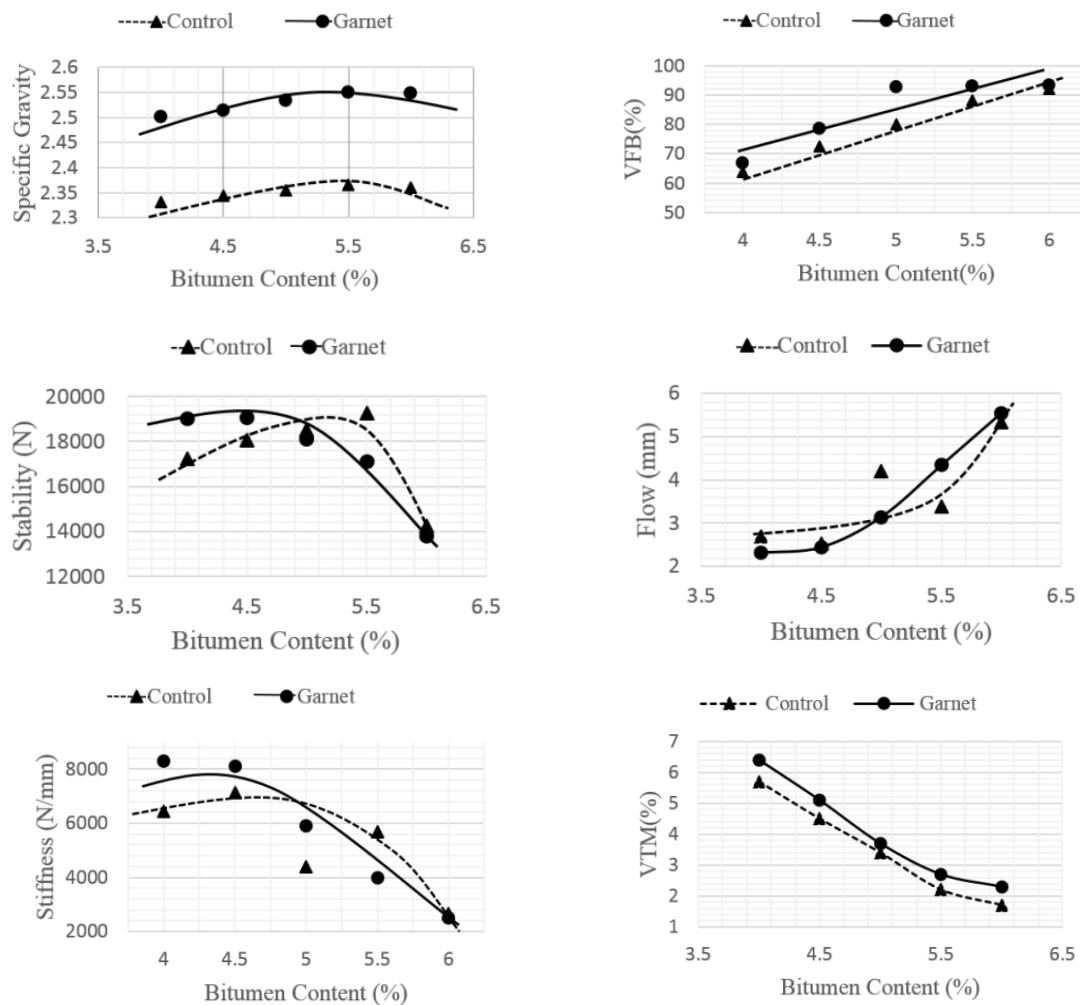 Control Garnet
Specific Gravity
2.6
2.55
2.5
2.45
2.4
2.35
2.3
3.5 4.5 5.5 6.5
Bitumen Content (%)
Control Garnet
VFB(%)
100
90
80
70
60
50
4 4.5 5 5.5 6
Bitumen Content(%)
Control Garnet
Stability (N)
20000
18000
16000
14000
12000
3.5 4.5 5.5 6.5
Bitumen Content (%)
Control Garnet
Flow (mm)
6
5
4
3
2
3.5 4.5 5.5 6.5
Bitumen Content (%)
Control Garnet
Stiffness (N/mm)
8000
6000
4000
2000
4 4.5 5 5.5 6
Bitumen Content (%)
Control Garnet
VTM(%)
7
6
5
4
3
2
1
3.5 4.5 5.5 6.5
Bitumen Content (%)